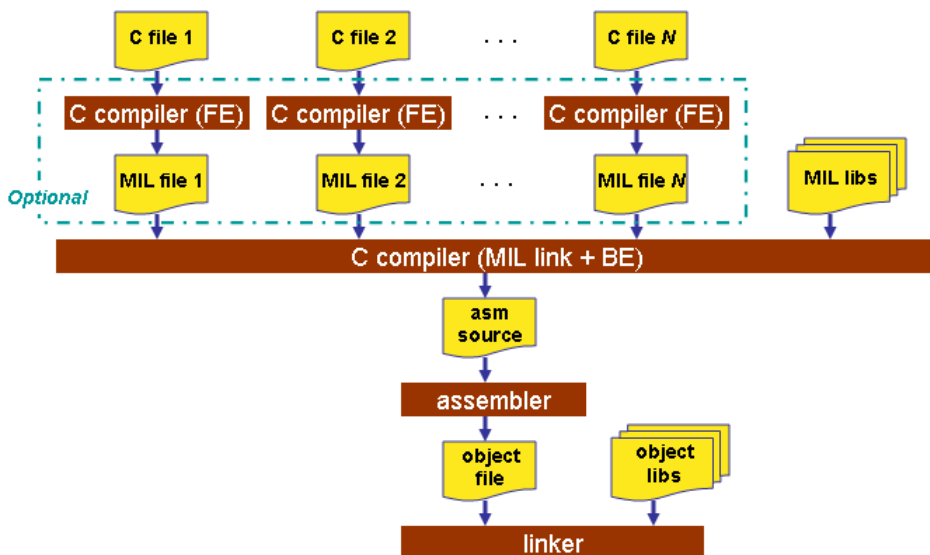 C file 1
C file 2
. . .
C file N
C compiler (FE)
C compiler (FE)
. . .
C compiler (FE)
MIL file 1
MIL file 2
. . .
MIL file N
MIL libs
Optional
C compiler (MIL link + BE)
asm
source
assembler
object
file
object
libs
linker